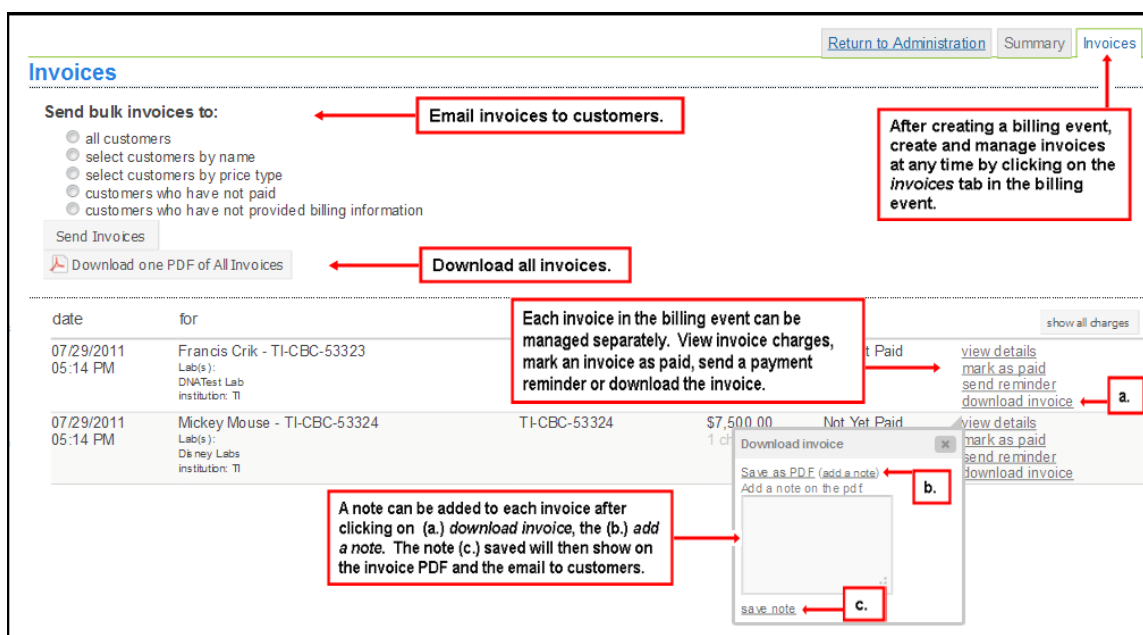 Return to Administration
Summary
Invoices
Invoices
Send bulk invoices to:
Email invoices to customers.
all customers
select customers by name
select customers by price type
customers who have not paid
customers who have not provided billing information
After creating a billing event,
create and manage invoices
at any time by clicking on the
invoices tab in the billing
event.
Send Invoices
Download one PDF of All Invoices
Download all invoices.
date
for
show all charges
Each invoice in the billing event can be
managed separately. View invoice charges,
mark an invoice as paid, send a payment
reminder or download the invoice.
07/29/2011
05:14 PM
Francis Crik - TI-CBC-53323
Lab(s):
DNATest Lab
institution: TI
Paid
view details
mark as paid
send reminder
download invoice
a.
07/29/2011
05:14 PM
Mickey Mouse - TI-CBC-53324
Lab(s):
Disney Labs
institution: TI
TI-CBC-53324
$7,500.00
1
Not Yet Paid
view details
mark as paid
send reminder
download invoice
Download invoice
Save as PDF (add a note)
b.
Add a note on the pdf
save note
c.
A note can be added to each invoice after
clicking on (a.) download invoice, the (b.) add
a note. The note (c.) saved will then show on
the invoice PDF and the email to customers.